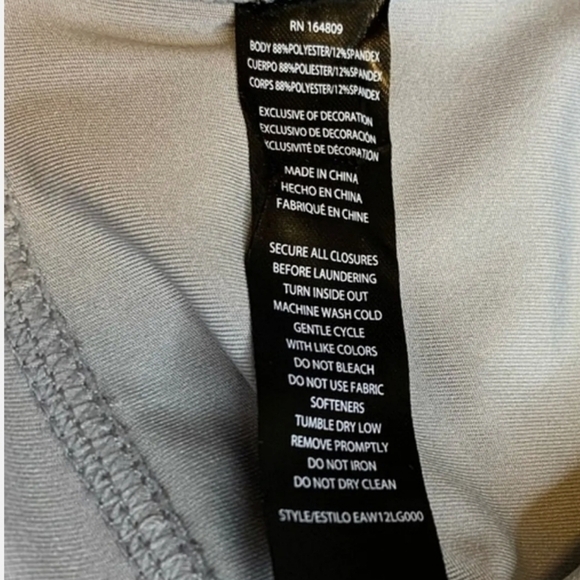 RN 164809
BODY 88%POLYESTER/12%SPANDEX
CUERPO 88%POLIESTER/12%SPANDEX
CORPS 88%POLYESTER/12%SPANDEX
EXCLUSIVE OF DECORATION
EXCLUSIVO DE DECORACIÓN
XCLUSIVITÉ DE DÉCORATION
MADE IN CHINA
HECHO EN CHINA
FABRIQUÉ EN CHINE
SECURE ALL CLOSURES
BEFORE LAUNDERING
TURN INSIDE OUT
MACHINE WASH COLD
GENTLE CYCLE
WITH LIKE COLORS
DO NOT BLEACH
DO NOT USE FABRIC
SOFTENERS
TUMBLE DRY LOW
REMOVE PROMPTLY
DO NOT IRON
DO NOT DRY CLEAN
STYLE/ESTILO EAW12LG000